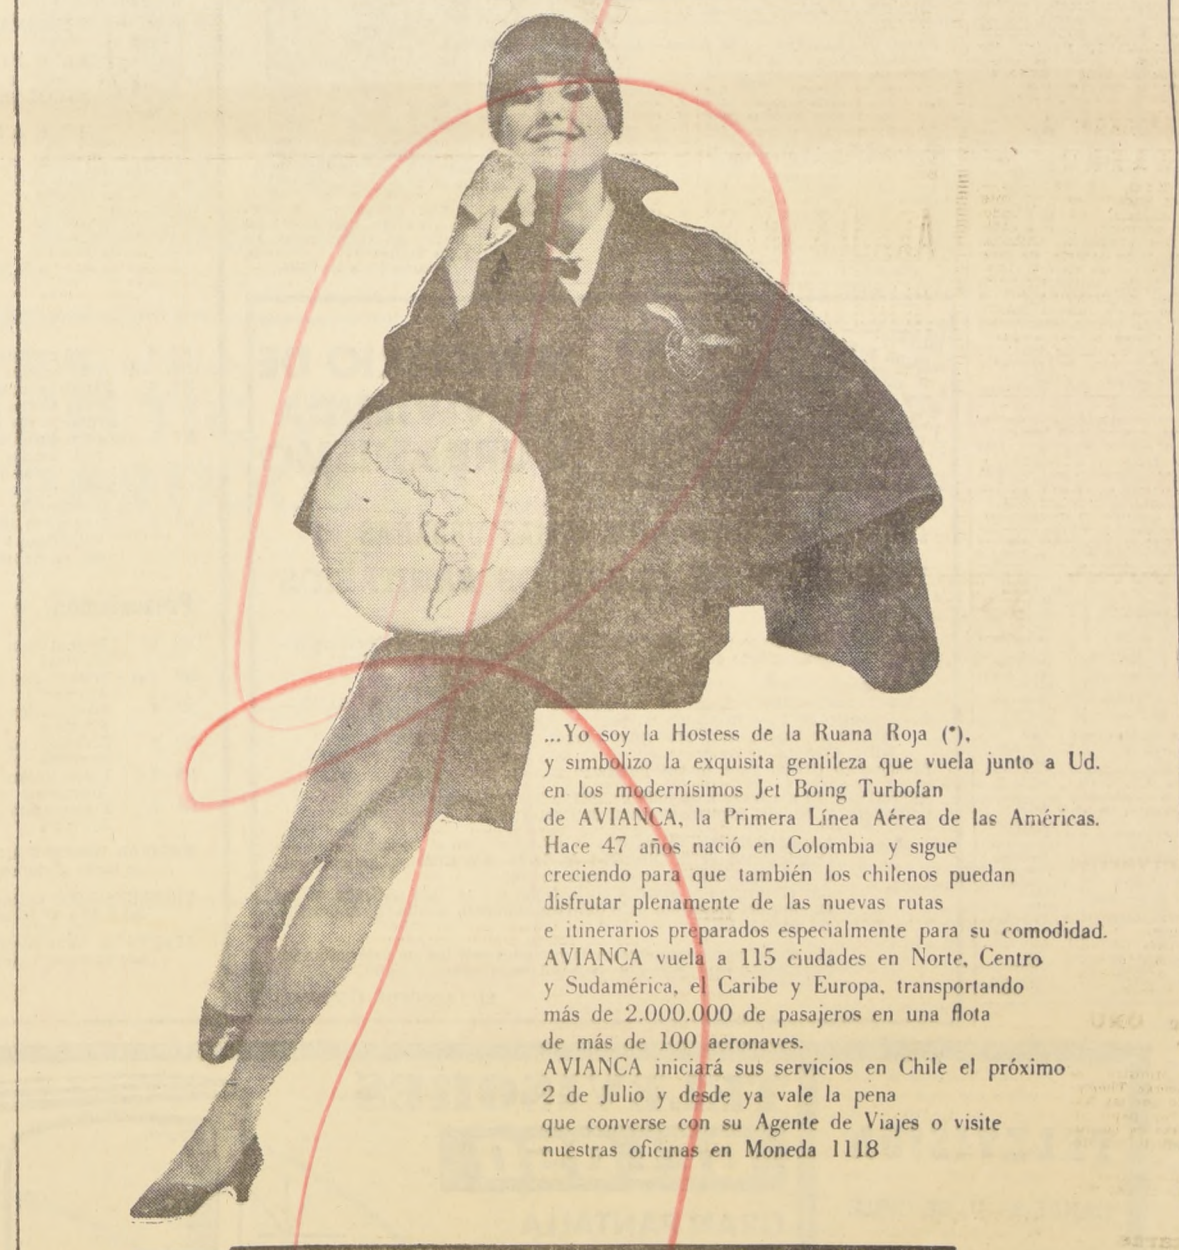 ...Yo soy la Hostess de la Ruana Roja (*),
y simbolizo la exquisita gentileza que vuela junto a Ud.
en los modernísimos Jet Boing Turbofan
de AVIANCA, la Primera Línea Aérea de las Américas.
Hace 47 años nació en Colombia y sigue
creciendo para que también los chilenos puedan
disfrutar plenamente de las nuevas rutas
e itinerarios preparados especialmente para su comodidad.
AVIANCA vuela a 115 ciudades en Norte, Centro
y Sudamérica, el Caribe y Europa, transportando
más de 2.000.000 de pasajeros en una flota
de más de 100 aeronaves.
AVIANCA iniciará sus servicios en Chile el próximo
2 de Julio y desde ya vale la pena
que converse con su Agente de Viajes o visite
nuestras oficinas en Moneda 1118